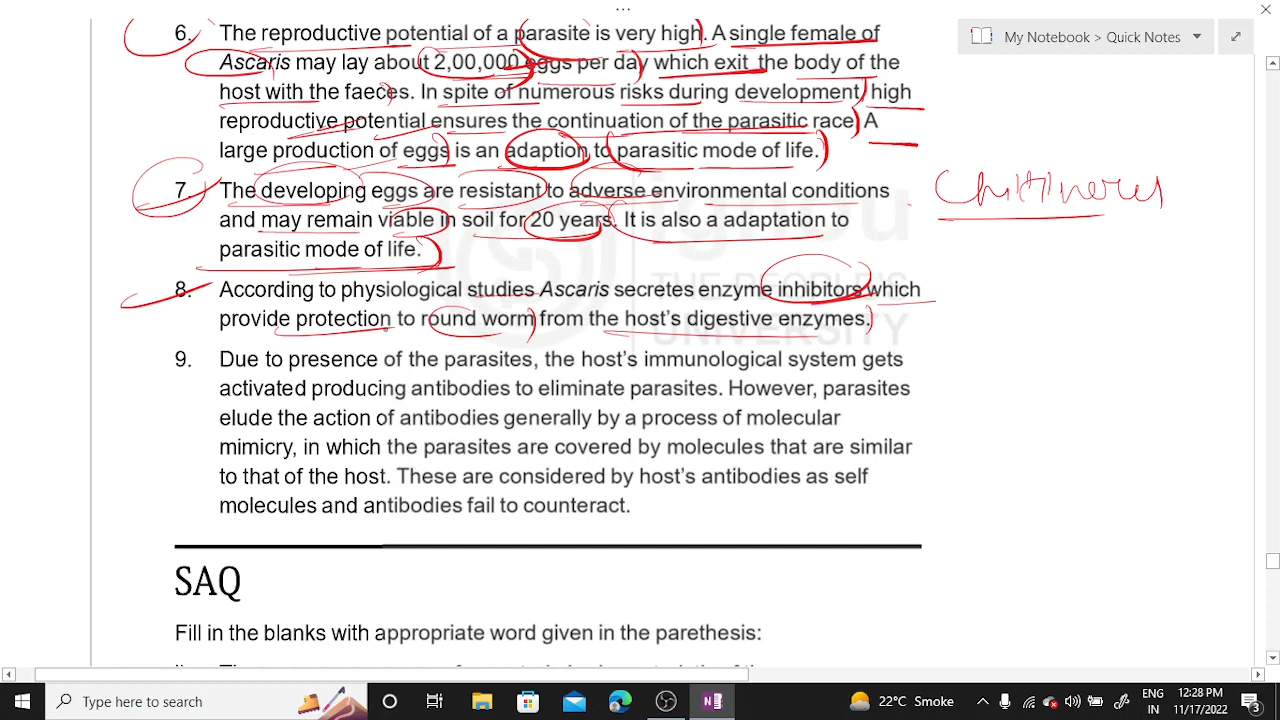 ...
My Notebook > Quick Notes
6. The reproductive potential of a parasite is very high. A single female of
Ascaris may lay about 2,00,000 eggs per day which exit the body of the
host with the faeces. In spite of numerous risks during development, high
reproductive potential ensures the continuation of the parasitic race. A
large production of eggs is an adaption to parasitic mode of life.
7. The developing eggs are resistant to adverse environmental conditions
and may remain viable in soil for 20 years. It is also a adaptation to
parasitic mode of life.
8. According to physiological studies Ascaris secretes enzyme inhibitors which
provide protection to round worm from the host's digestive enzymes.
9. Due to presence of the parasites, the host's immunological system gets
activated producing antibodies to eliminate parasites. However, parasites
elude the action of antibodies generally by a process of molecular
mimicry, in which the parasites are covered by molecules that are similar
to that of the host. These are considered by host's antibodies as self
molecules and antibodies fail to counteract.
ignou
THE PEOPLE'S
UNIVERSITY
SAQ
Fill in the blanks with appropriate word given in the parethesis:
Type here to search
22°C Smoke
ENG
IN
12:28 PM
11/17/2022
3